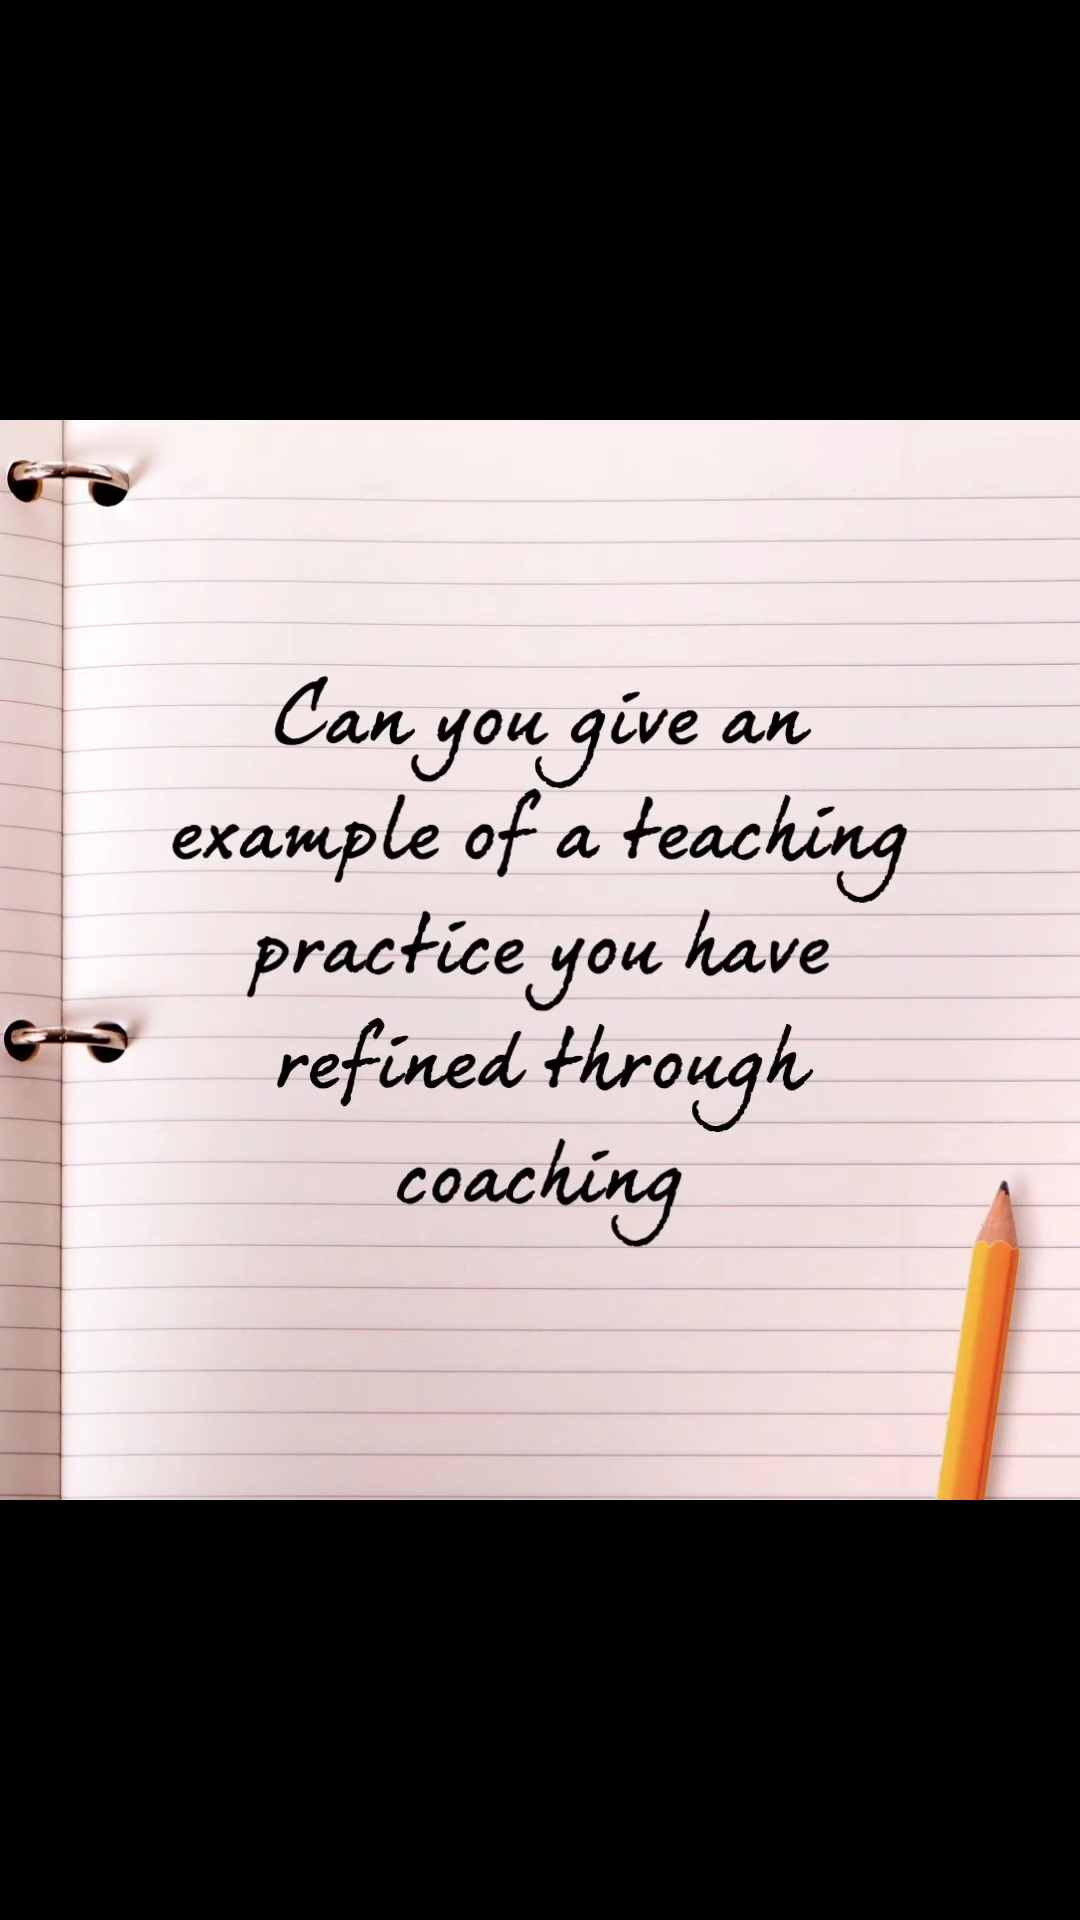 Can you give an
example of a teaching
practice you have
refined through
coaching